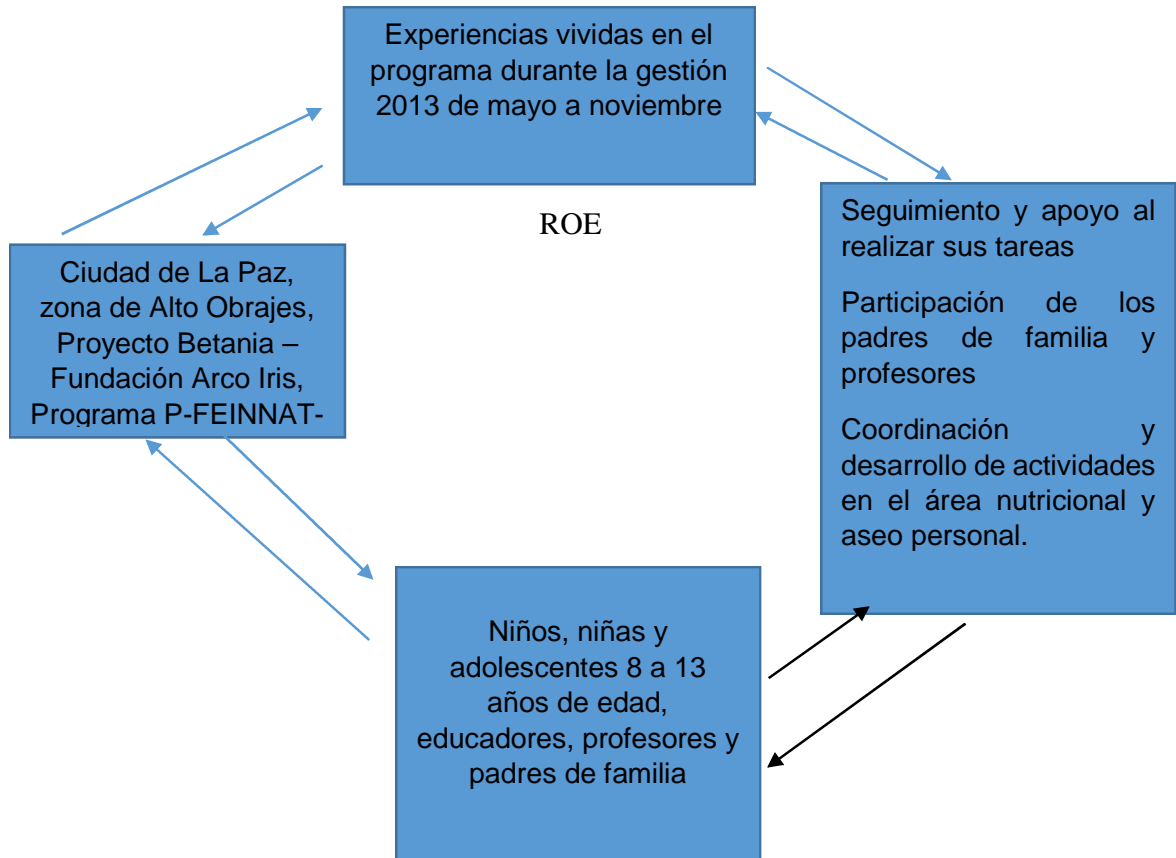 Experiencias vividas en el
programa durante la gestión
2013 de mayo a noviembre
ROE
Ciudad de La Paz,
zona de Alto Obrajes,
Proyecto Betania –
Fundación Arco Iris,
Programa P-FEINNAT-
Seguimiento y apoyo al
realizar sus tareas
Participación de los
padres de familia y
profesores
Coordinación y
desarrollo de actividades
en el área nutricional y
aseo personal.
Niños, niñas y
adolescentes 8 a 13
años de edad,
educadores, profesores y
padres de familia